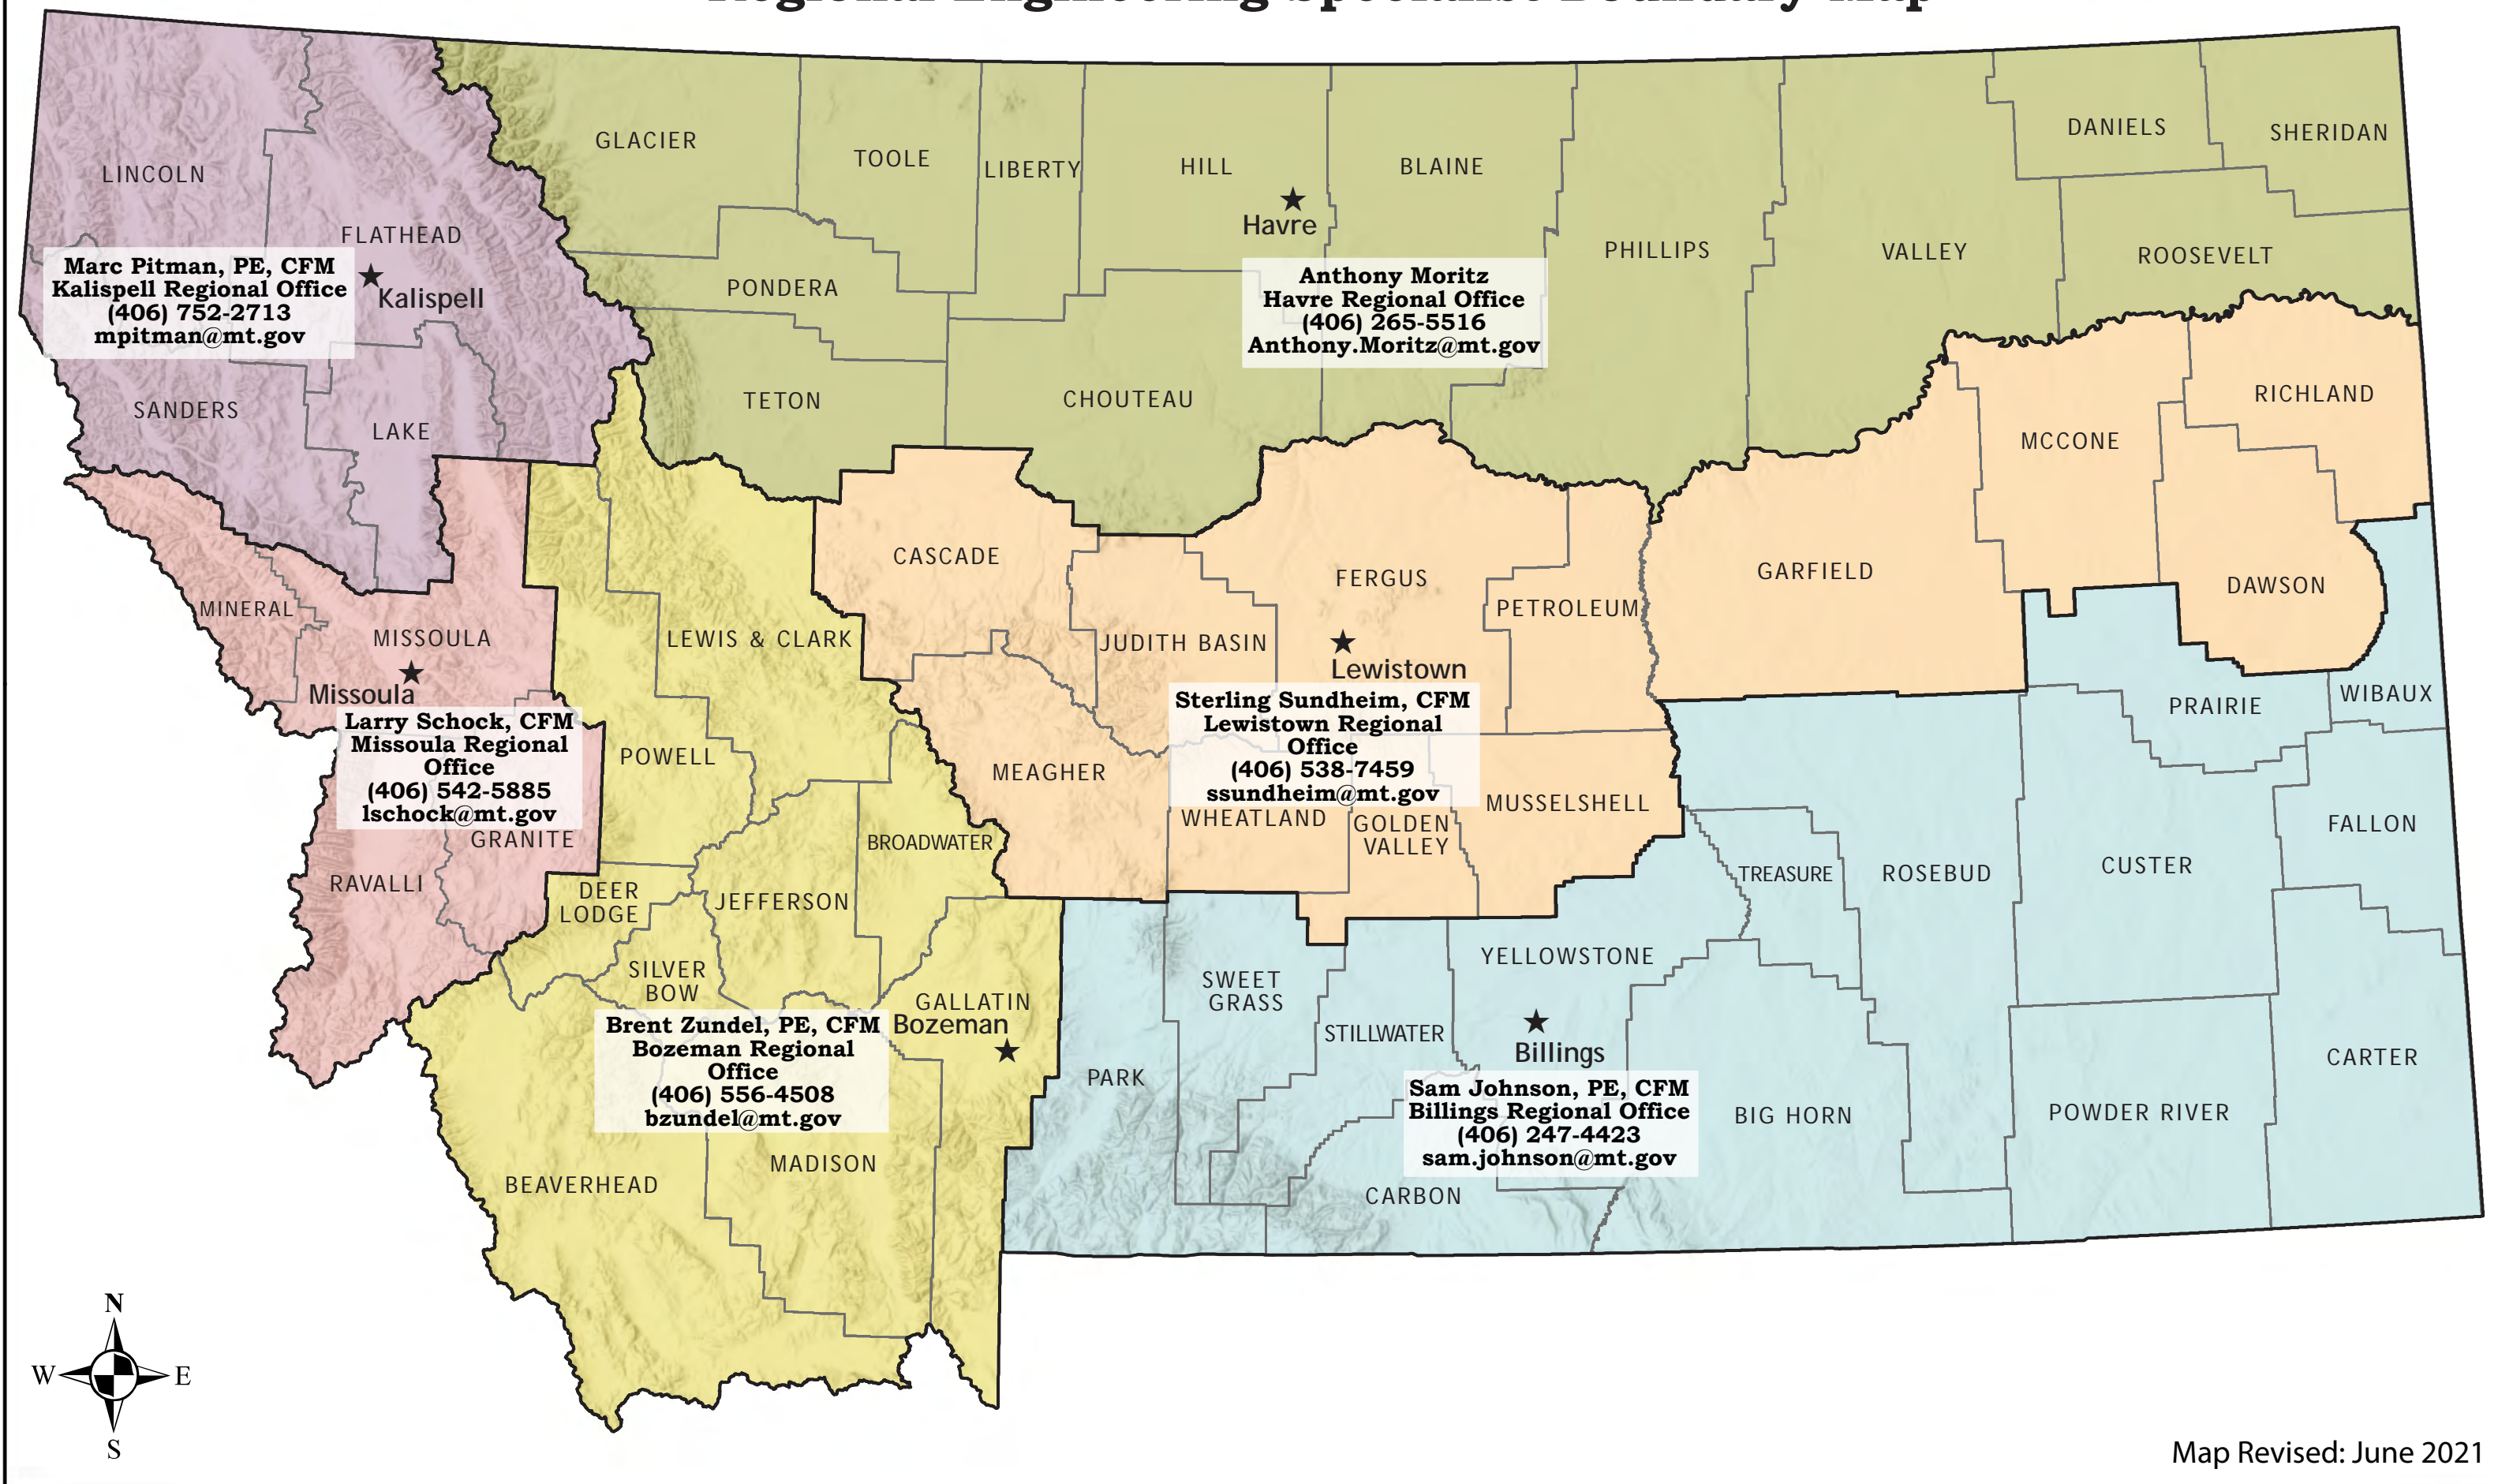 Regional Engineering Specialist Boundary Map
LINCOLN
FLATHEAD
Kalispell
Marc Pitman, PE, CFM
Kalispell Regional Office
(406) 752-2713
mpitman@mt.gov
SANDERS
LAKE
GLACIER
TOOLE
LIBERTY
HILL
Havre
BLAINE
PHILLIPS
VALLEY
DANIELS
SHERIDAN
ROOSEVELT
PONDERA
TETON
CHOUTEAU
Anthony Moritz
Havre Regional Office
(406) 265-5516
Anthony.Moritz@mt.gov
MINERAL
MISSOULA
Missoula
Larry Schock, CFM
Missoula Regional
Office
(406) 542-5885
lschock@mt.gov
GRANITE
RAVALLI
LEWIS & CLARK
POWELL
DEER
LODGE
JEFFERSON
BROADWATER
SILVER
BOW
GALLATIN
Bozeman
Brent Zundel, PE, CFM
Bozeman Regional
Office
(406) 556-4508
bzundel@mt.gov
BEAVERHEAD
MADISON
CASCADE
JUDITH BASIN
FERGUS
PETROLEUM
GARFIELD
MCCONE
RICHLAND
DAWSON
Lewistown
Sterling Sundheim, CFM
Lewistown Regional
Office
(406) 538-7459
ssundheim@mt.gov
MEAGHER
WHEATLAND
GOLDEN
VALLEY
MUSSELSHELL
PRAIRIE
WIBAUX
FALLON
CUSTER
ROSEBUD
TREASURE
YELLOWSTONE
SWEET
GRASS
STILLWATER
PARK
Billings
Sam Johnson, PE, CFM
Billings Regional Office
(406) 247-4423
sam.johnson@mt.gov
CARBON
BIG HORN
POWDER RIVER
CARTER
N
W
E
S
Map Revised: June 2021